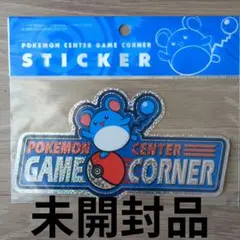 POKEMON CENTER GAME CORNER
STICKER
POKEMON CENTER
GAME CORNER
未開封品